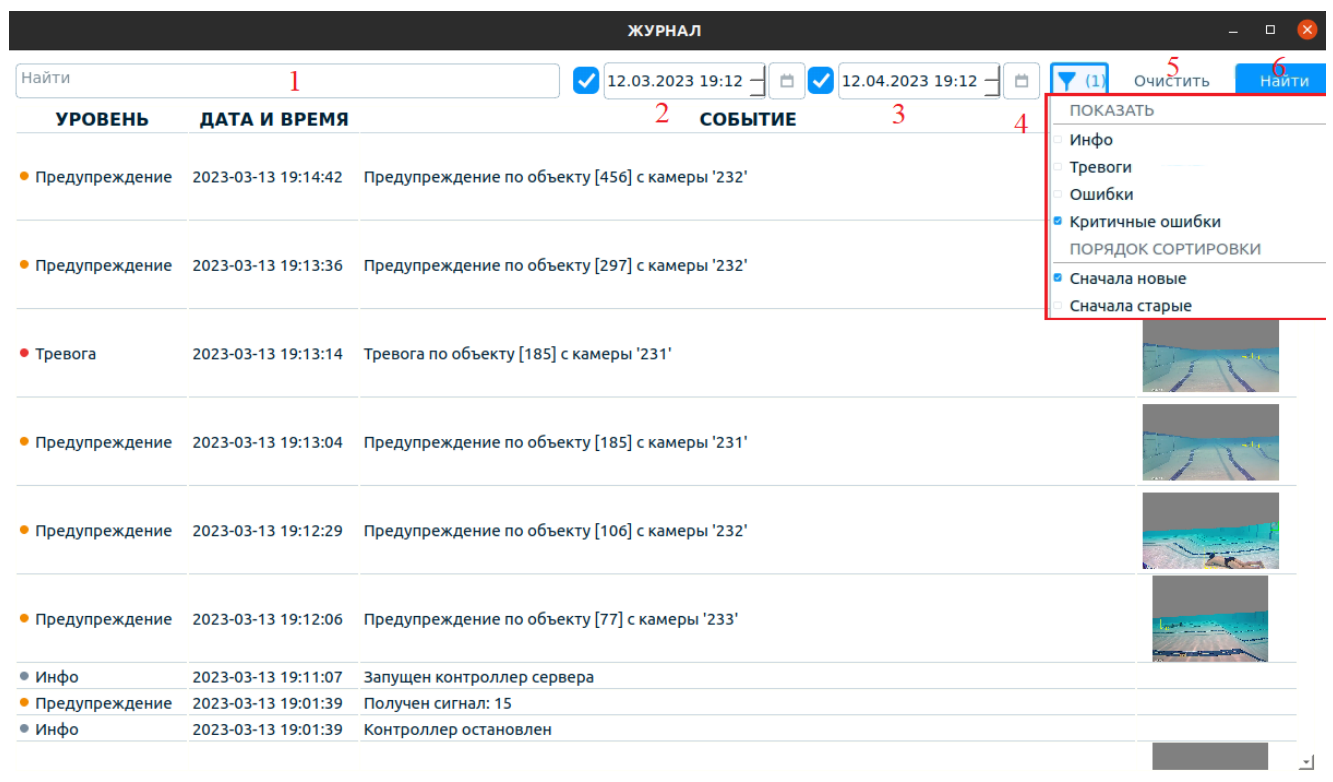 ЖУРНАЛ
Найти 1 12.03.2023 19:12 12.04.2023 19:12 (1) Очистить 5 Найти 6
УРОВЕНЬ ДАТА И ВРЕМЯ 2 СОБЫТИЕ 3 4
ПОКАЗАТЬ
Инфо
Тревоги
Ошибки
Критичные ошибки
ПОРЯДОК СОРТИРОВКИ
Сначала новые
Сначала старые
Предупреждение 2023-03-13 19:14:42 Предупреждение по объекту [456] с камеры '232'
Предупреждение 2023-03-13 19:13:36 Предупреждение по объекту [297] с камеры '232'
Тревога 2023-03-13 19:13:14 Тревога по объекту [185] с камеры '231'
Предупреждение 2023-03-13 19:13:04 Предупреждение по объекту [185] с камеры '231'
Предупреждение 2023-03-13 19:12:29 Предупреждение по объекту [106] с камеры '232'
Предупреждение 2023-03-13 19:12:06 Предупреждение по объекту [77] с камеры '233'
Инфо 2023-03-13 19:11:07 Запущен контроллер сервера
Предупреждение 2023-03-13 19:01:39 Получен сигнал: 15
Инфо 2023-03-13 19:01:39 Контроллер остановлен